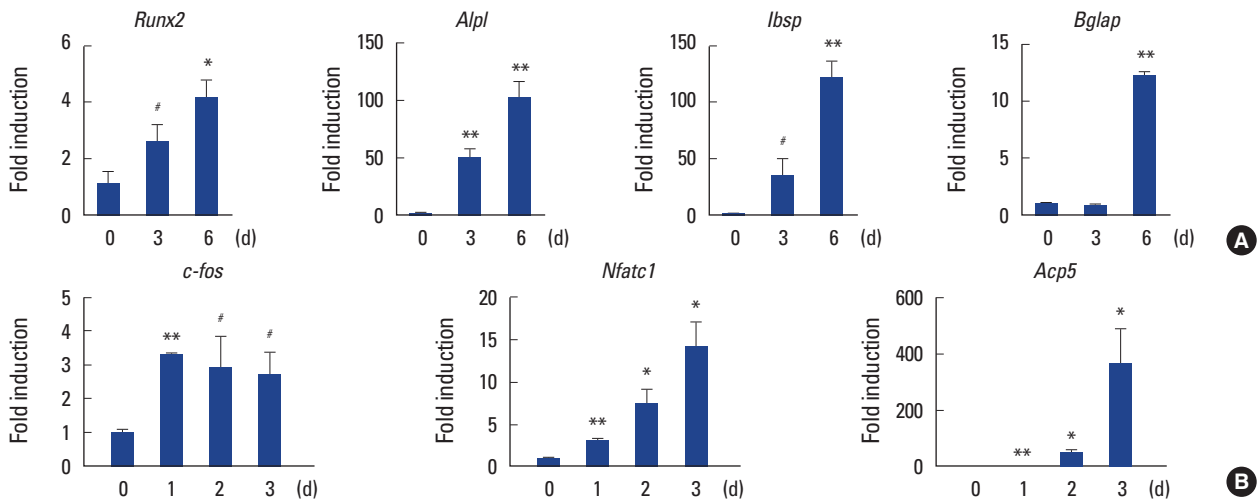 Runx2
Fold induction
6
4
2
0
#
*
0 3 6 (d)
Alpl
Fold induction
150
100
50
0
**
**
0 3 6 (d)
Ibsp
Fold induction
150
100
50
0
#
**
0 3 6 (d)
Bglap
Fold induction
15
10
5
0
**
0 3 6 (d)
A
c-fos
Fold induction
5
4
3
2
1
0
**
#
#
0 1 2 3 (d)
Nfatc1
Fold induction
20
15
10
5
0
**
*
*
0 1 2 3 (d)
Acp5
Fold induction
600
400
200
0
**
*
*
0 1 2 3 (d)
B